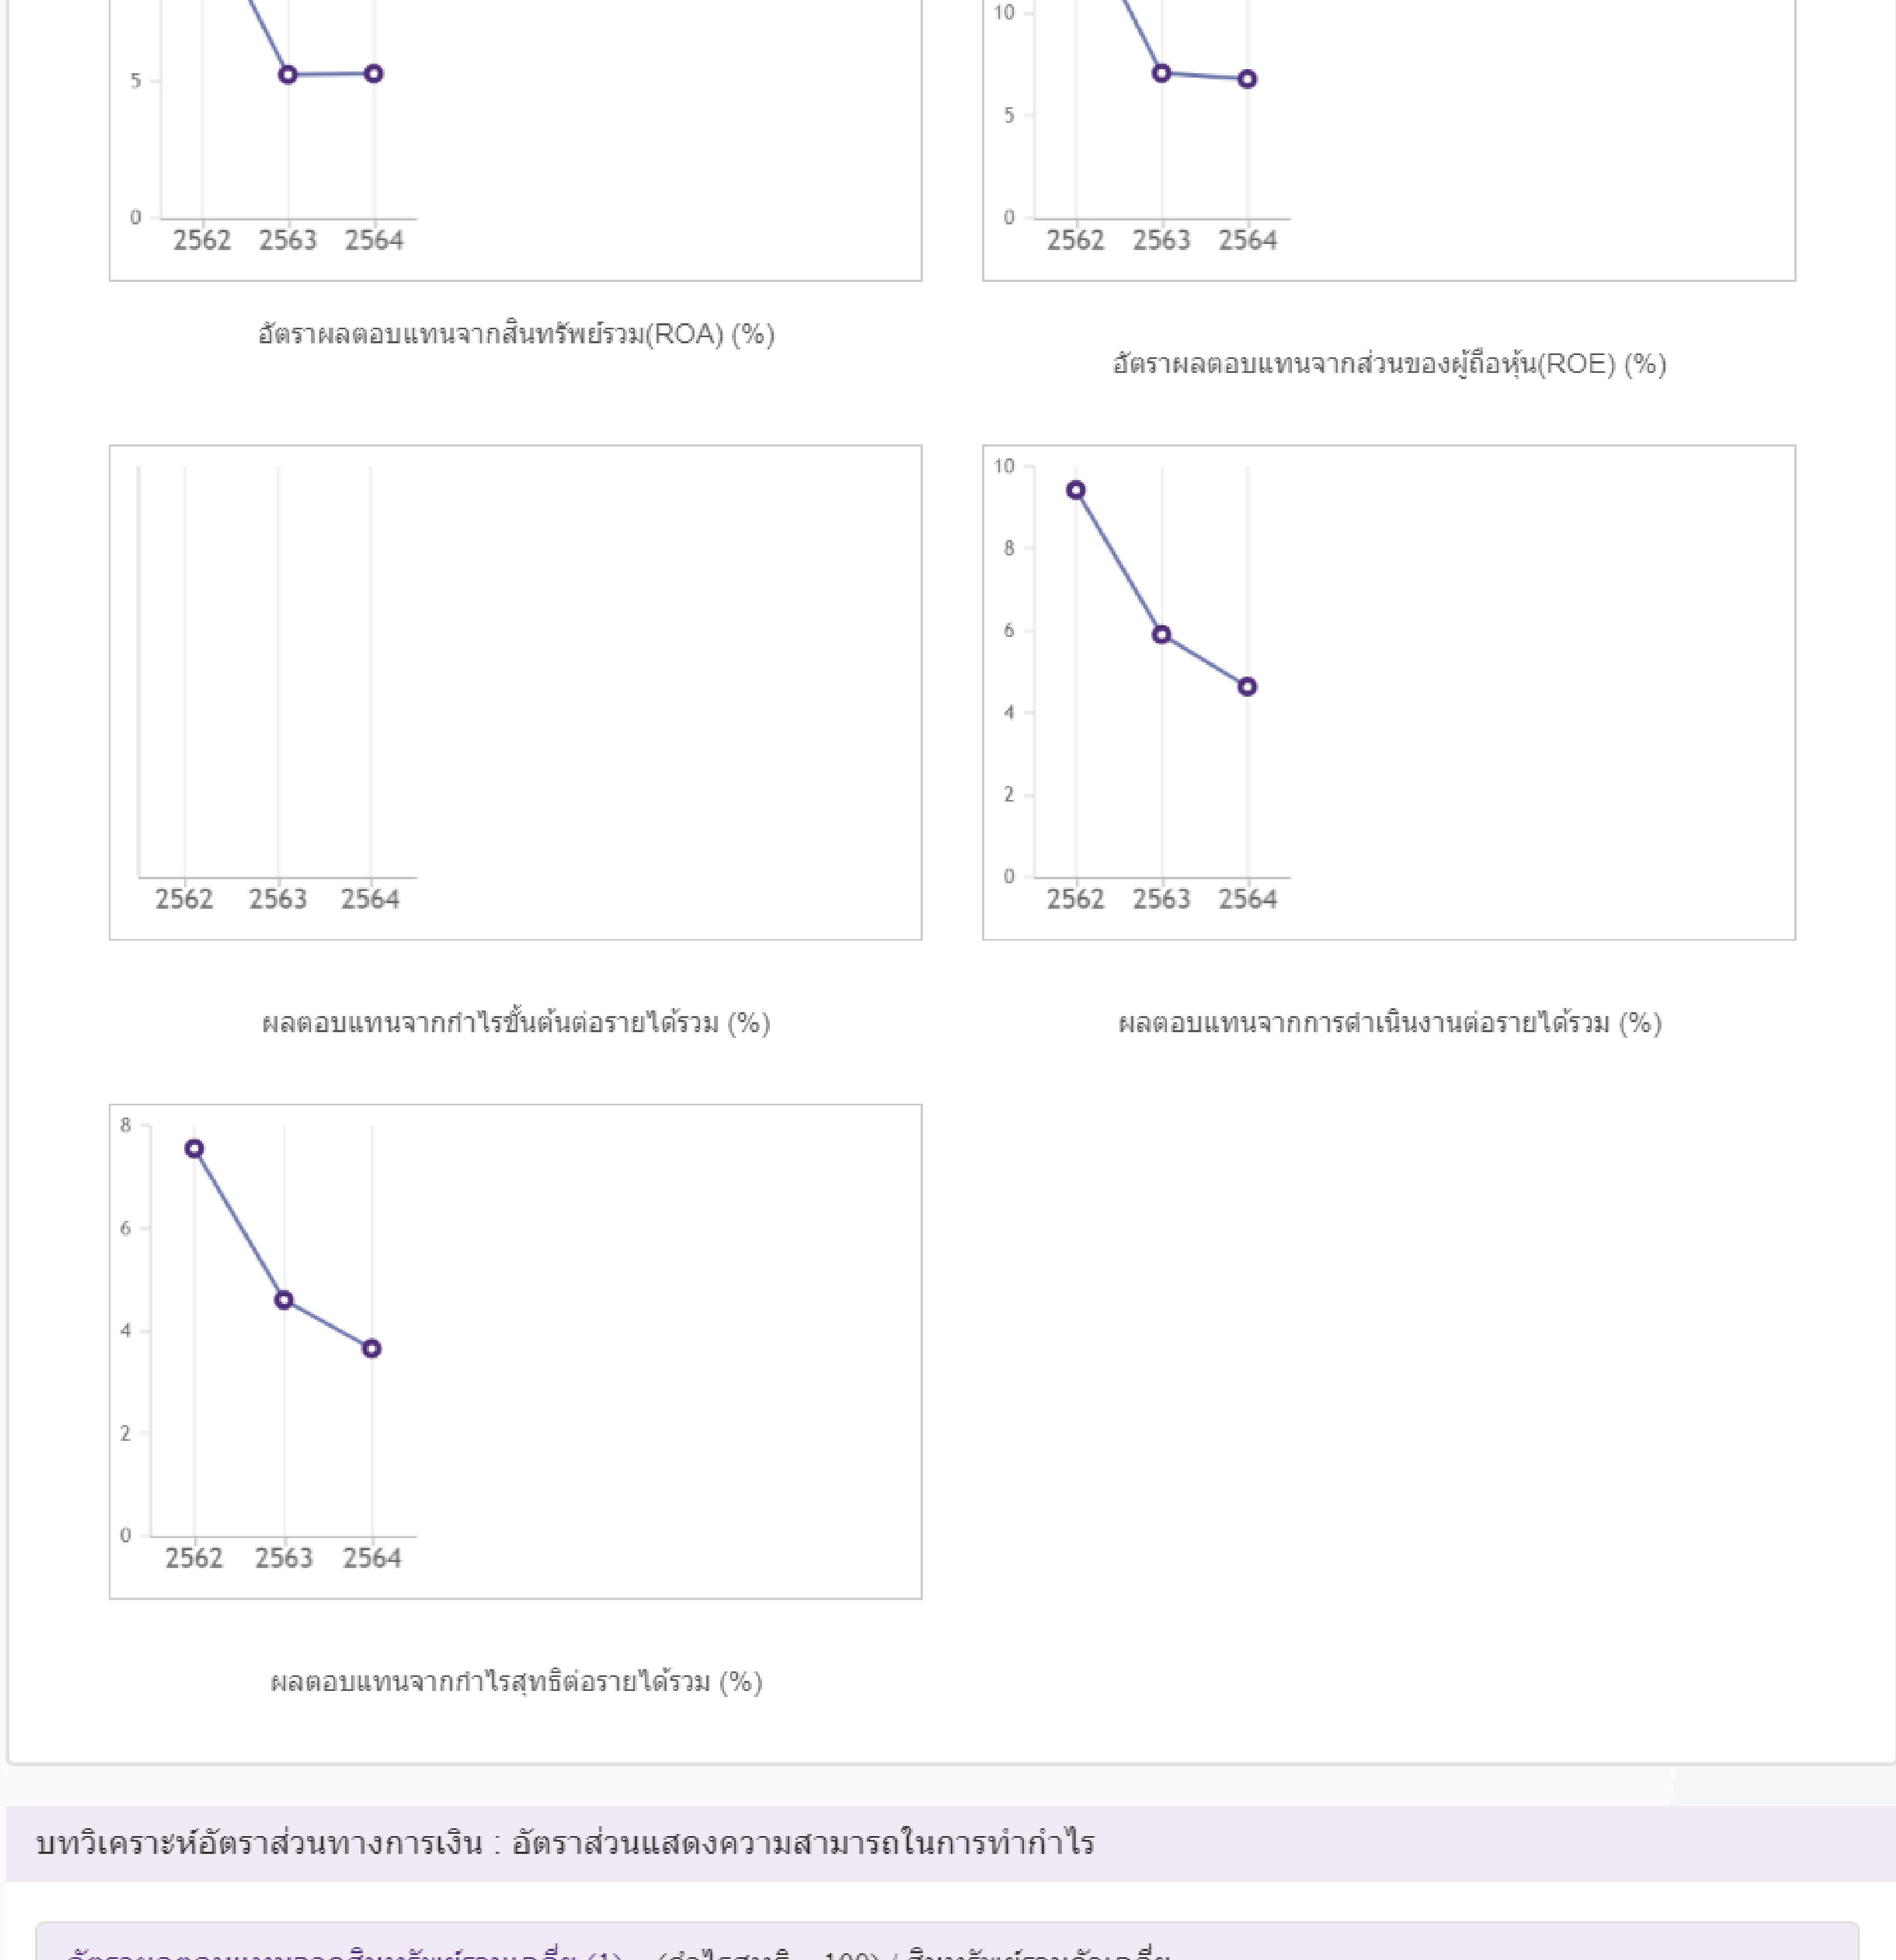 5
0
2562 2563 2564
อัตราผลตอบแทนจากสินทรัพย์รวม(ROA) (%)
10
5
0
2562 2563 2564
อัตราผลตอบแทนจากส่วนของผู้ถือหุ้น(ROE) (%)
2562 2563 2564
ผลตอบแทนจากกำไรขั้นต้นต่อรายได้รวม (%)
10
8
6
4
2
0
2562 2563 2564
ผลตอบแทนจากการดำเนินงานต่อรายได้รวม (%)
8
6
4
2
0
2562 2563 2564
ผลตอบแทนจากกำไรสุทธิต่อรายได้รวม (%)
บทวิเคราะห์อัตราส่วนทางการเงิน : อัตราส่วนแสดงความสามารถในการทำกำไร